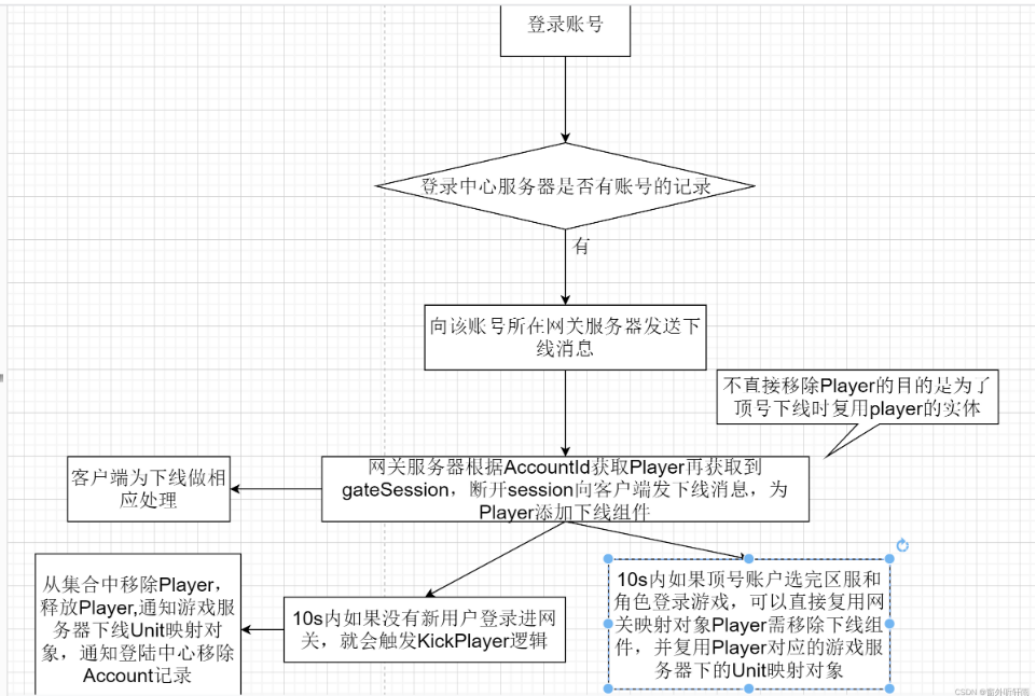 登录账号
登录中心服务器是否有账号的记录
有
向该账号所在网关服务器发送下
线消息
不直接移除Player的目的是为了
顶号下线时复用player的实体
网关服务器根据AccountId获取Player再获取到
gateSession，断开session向客户端发下线消息，为
Player添加下线组件
客户端为下线做相
应处理
10s内如果顶号账户选完区服和
角色登录游戏，可以直接复用网
关映射对象Player需移除下线组
件，并复用Player对应的游戏服
务器下的Unit映射对象
10s内如果没有新用户登录进网
关，就会触发KickPlayer逻辑
从集合中移除Player，
释放Player,通知游戏服
务器下线Unit映射对
象，通知登陆中心移除
Account记录